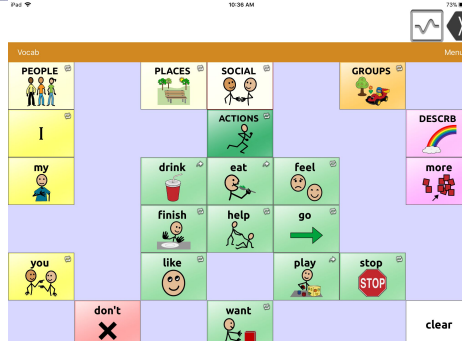 iPad 10:36 AM 73%
Vocab Menu
PEOPLE PLACES SOCIAL GROUPS
I ACTIONS DESCRB
my drink eat feel more
finish help go
you like play stop
STOP
don't want clear